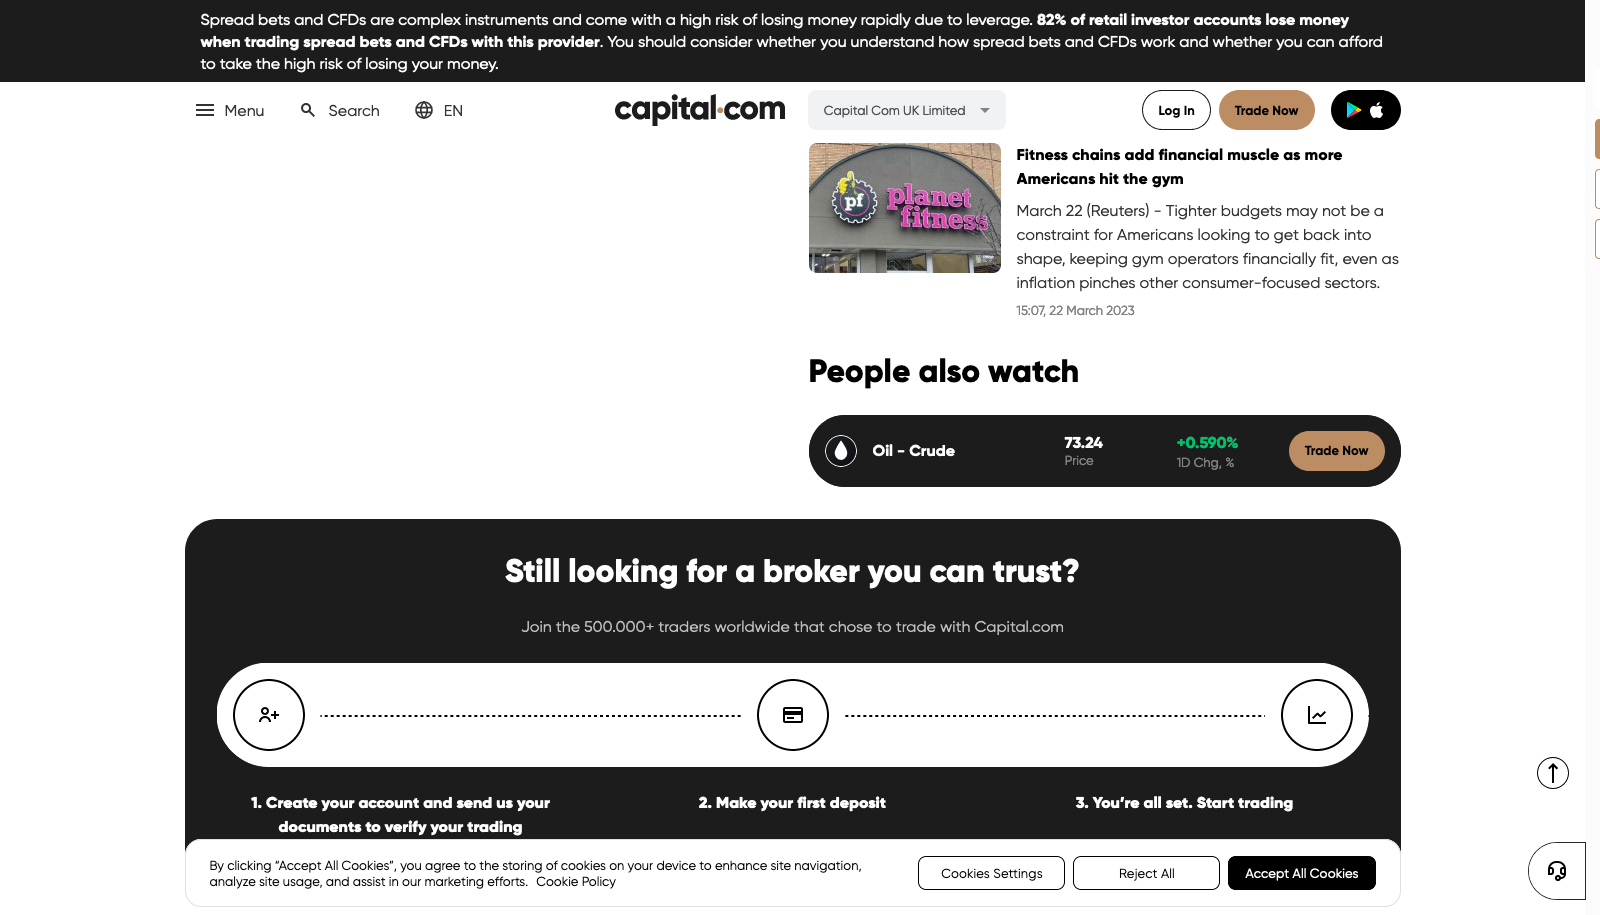 Spread bets and CFDs are complex instruments and come with a high risk of losing money rapidly due to leverage. 82% of retail investor accounts lose money
when trading spread bets and CFDs with this provider. You should consider whether you understand how spread bets and CFDs work and whether you can afford
to take the high risk of losing your money.
Menu
Search
EN
capital.com
Capital Com UK Limited
Log In
Trade Now
pf
planet
fitness
Fitness chains add financial muscle as more
Americans hit the gym
March 22 (Reuters) - Tighter budgets may not be a
constraint for Americans looking to get back into
shape, keeping gym operators financially fit, even as
inflation pinches other consumer-focused sectors.
15:07, 22 March 2023
People also watch
Oil - Crude
73.24
Price
+0.590%
1D Chg, %
Trade Now
Still looking for a broker you can trust?
Join the 500.000+ traders worldwide that chose to trade with Capital.com
1. Create your account and send us your
documents to verify your trading
2. Make your first deposit
3. You’re all set. Start trading
By clicking “Accept All Cookies”, you agree to the storing of cookies on your device to enhance site navigation,
analyze site usage, and assist in our marketing efforts. Cookie Policy
Cookies Settings
Reject All
Accept All Cookies